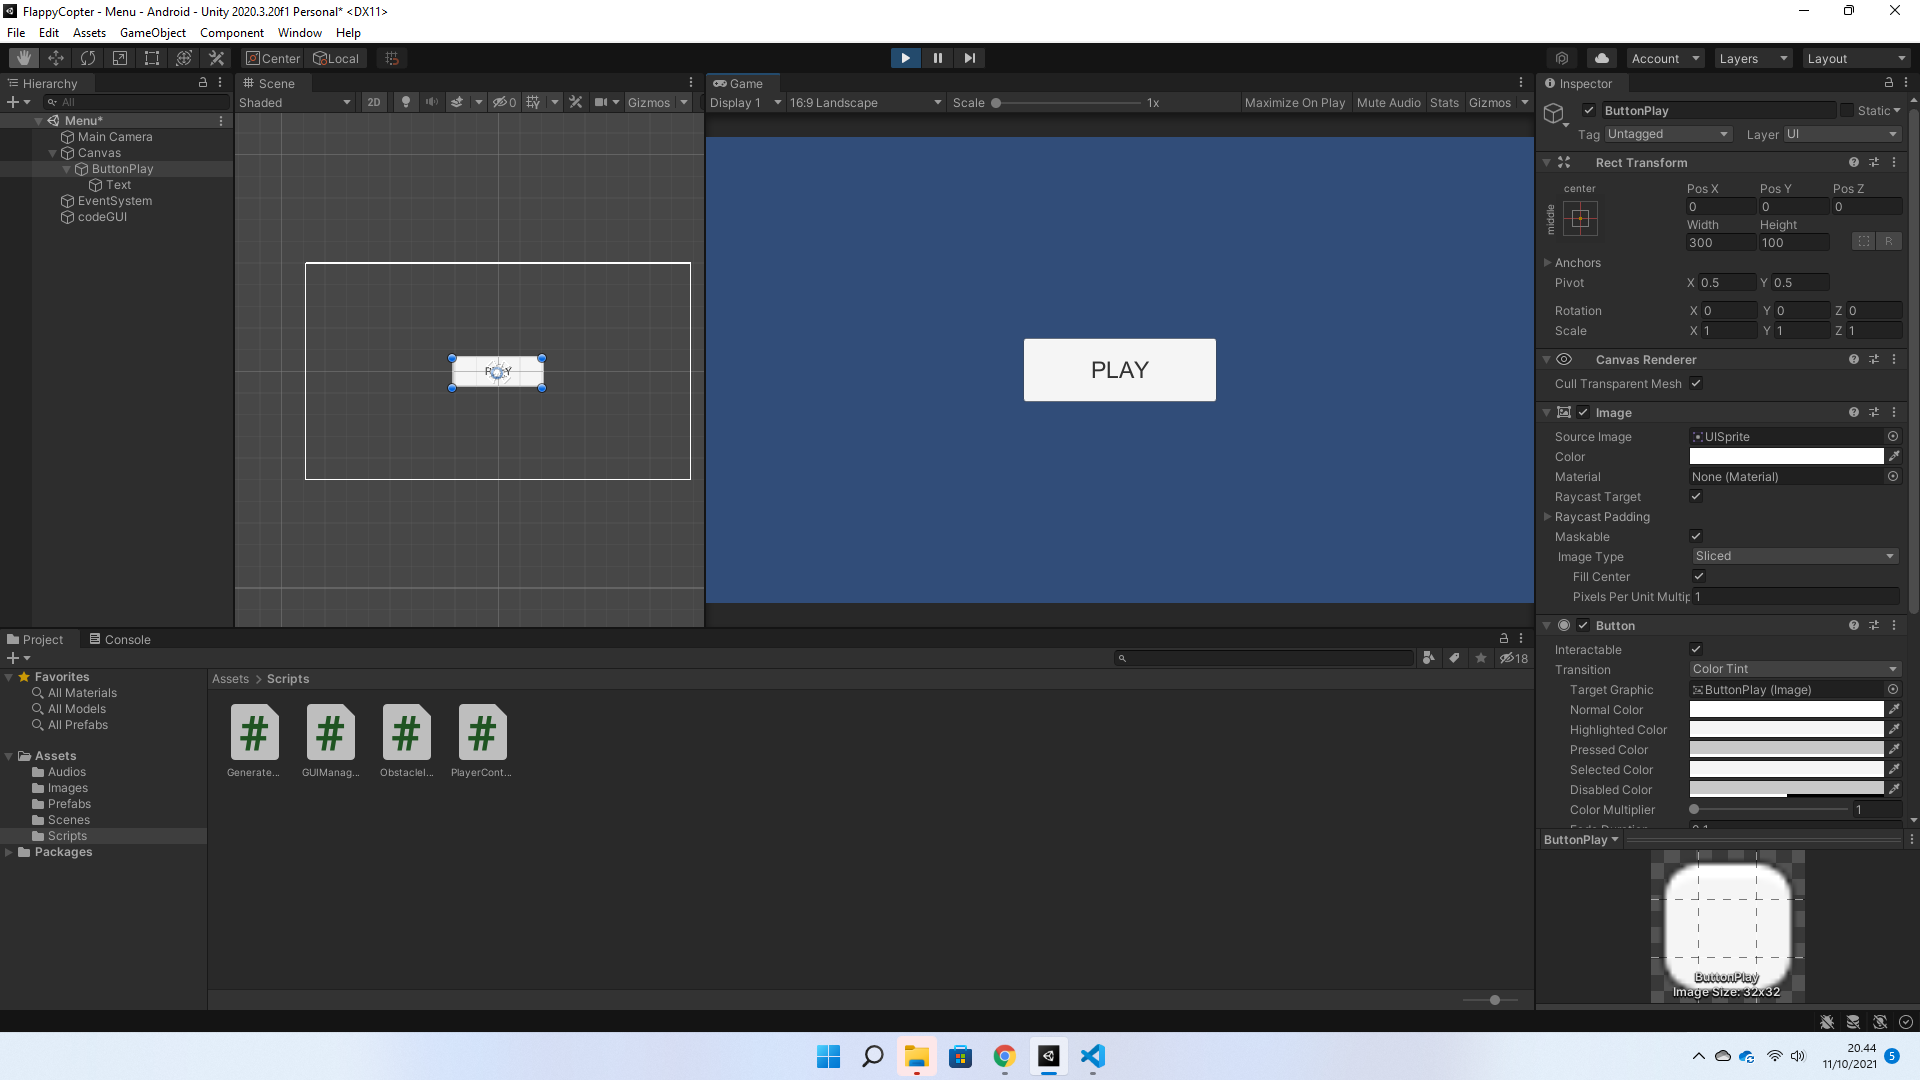 FlappyCopter - Menu - Android - Unity 2020.3.20f1 Personal* <DX11>
File Edit Assets GameObject Component Window Help
Center Local
Account Layers Layout
Hierarchy
All
Menu*
Main Camera
Canvas
ButtonPlay
Text
EventSystem
codeGUI
Scene
Shaded 2D 0 Gizmos
Game
Display 1 16:9 Landscape Scale 1x Maximize On Play Mute Audio Stats Gizmos
PLAY
Inspector
ButtonPlay Static
Tag Untagged Layer UI
Rect Transform
center
middle
Pos X Pos Y Pos Z
0 0 0
Width Height
300 100 R
Anchors
Pivot X 0.5 Y 0.5
Rotation X 0 Y 0 Z 0
Scale X 1 Y 1 Z 1
Canvas Renderer
Cull Transparent Mesh
Image
Source Image UISprite
Color
Material None (Material)
Raycast Target
Raycast Padding
Maskable
Image Type Sliced
Fill Center
Pixels Per Unit Multip 1
Button
Interactable
Transition Color Tint
Target Graphic ButtonPlay (Image)
Normal Color
Highlighted Color
Pressed Color
Selected Color
Disabled Color
Color Multiplier 1
ButtonPlay
ButtonPlay
Image Size: 32x32
Project Console
18
Favorites
All Materials
All Models
All Prefabs
Assets
Audios
Images
Prefabs
Scenes
Scripts
Packages
Assets > Scripts
Generate... GUIManag... ObstacleI... PlayerCont...
20.44
11/10/2021
5